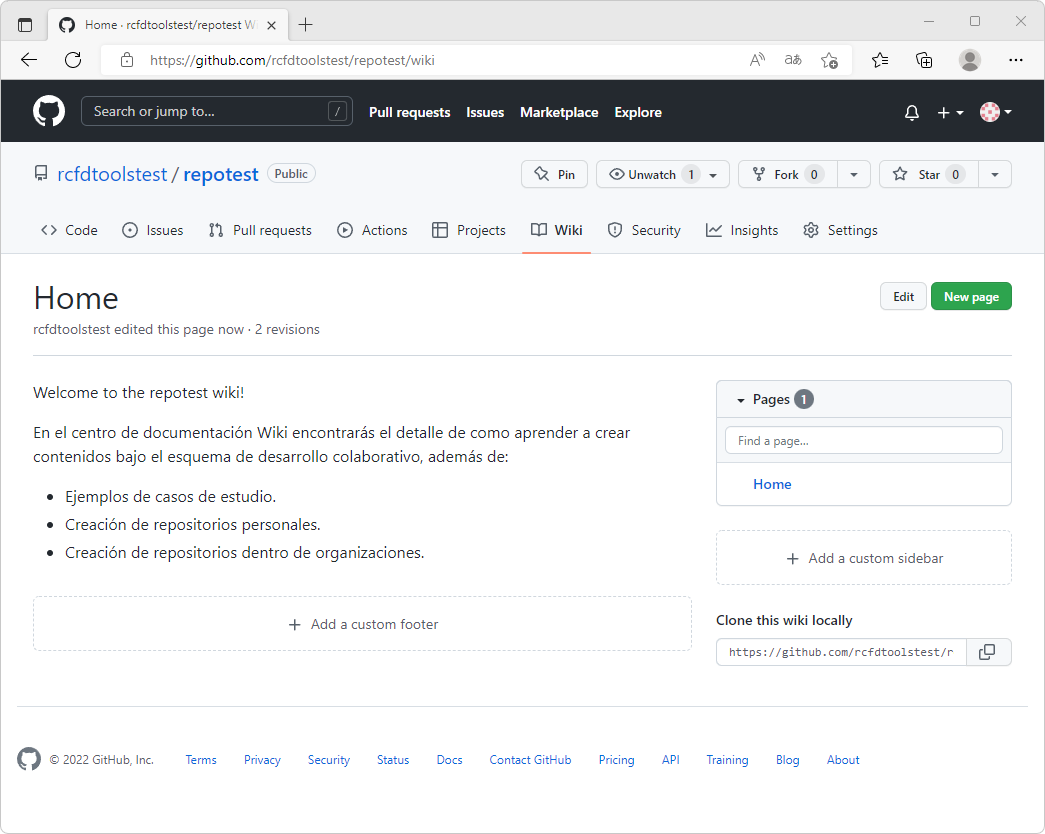 Home · rcfdtoolstest/repotest W
https://github.com/rcfdtoolstest/repotest/wiki
Search or jump to... / Pull requests Issues Marketplace Explore
rcfdtoolstest / repotest Public Pin Unwatch 1 Fork 0 Star 0
Code Issues Pull requests Actions Projects Wiki Security Insights Settings
Home Edit New page
rcfdtoolstest edited this page now · 2 revisions
Welcome to the repotest wiki!
En el centro de documentación Wiki encontrarás el detalle de como aprender a crear
contenidos bajo el esquema de desarrollo colaborativo, además de:
• Ejemplos de casos de estudio.
• Creación de repositorios personales.
• Creación de repositorios dentro de organizaciones.
+ Add a custom footer
Pages 1
Find a page...
Home
+ Add a custom sidebar
Clone this wiki locally
https://github.com/rcfdtoolstest/r
© 2022 GitHub, Inc. Terms Privacy Security Status Docs Contact GitHub Pricing API Training Blog About